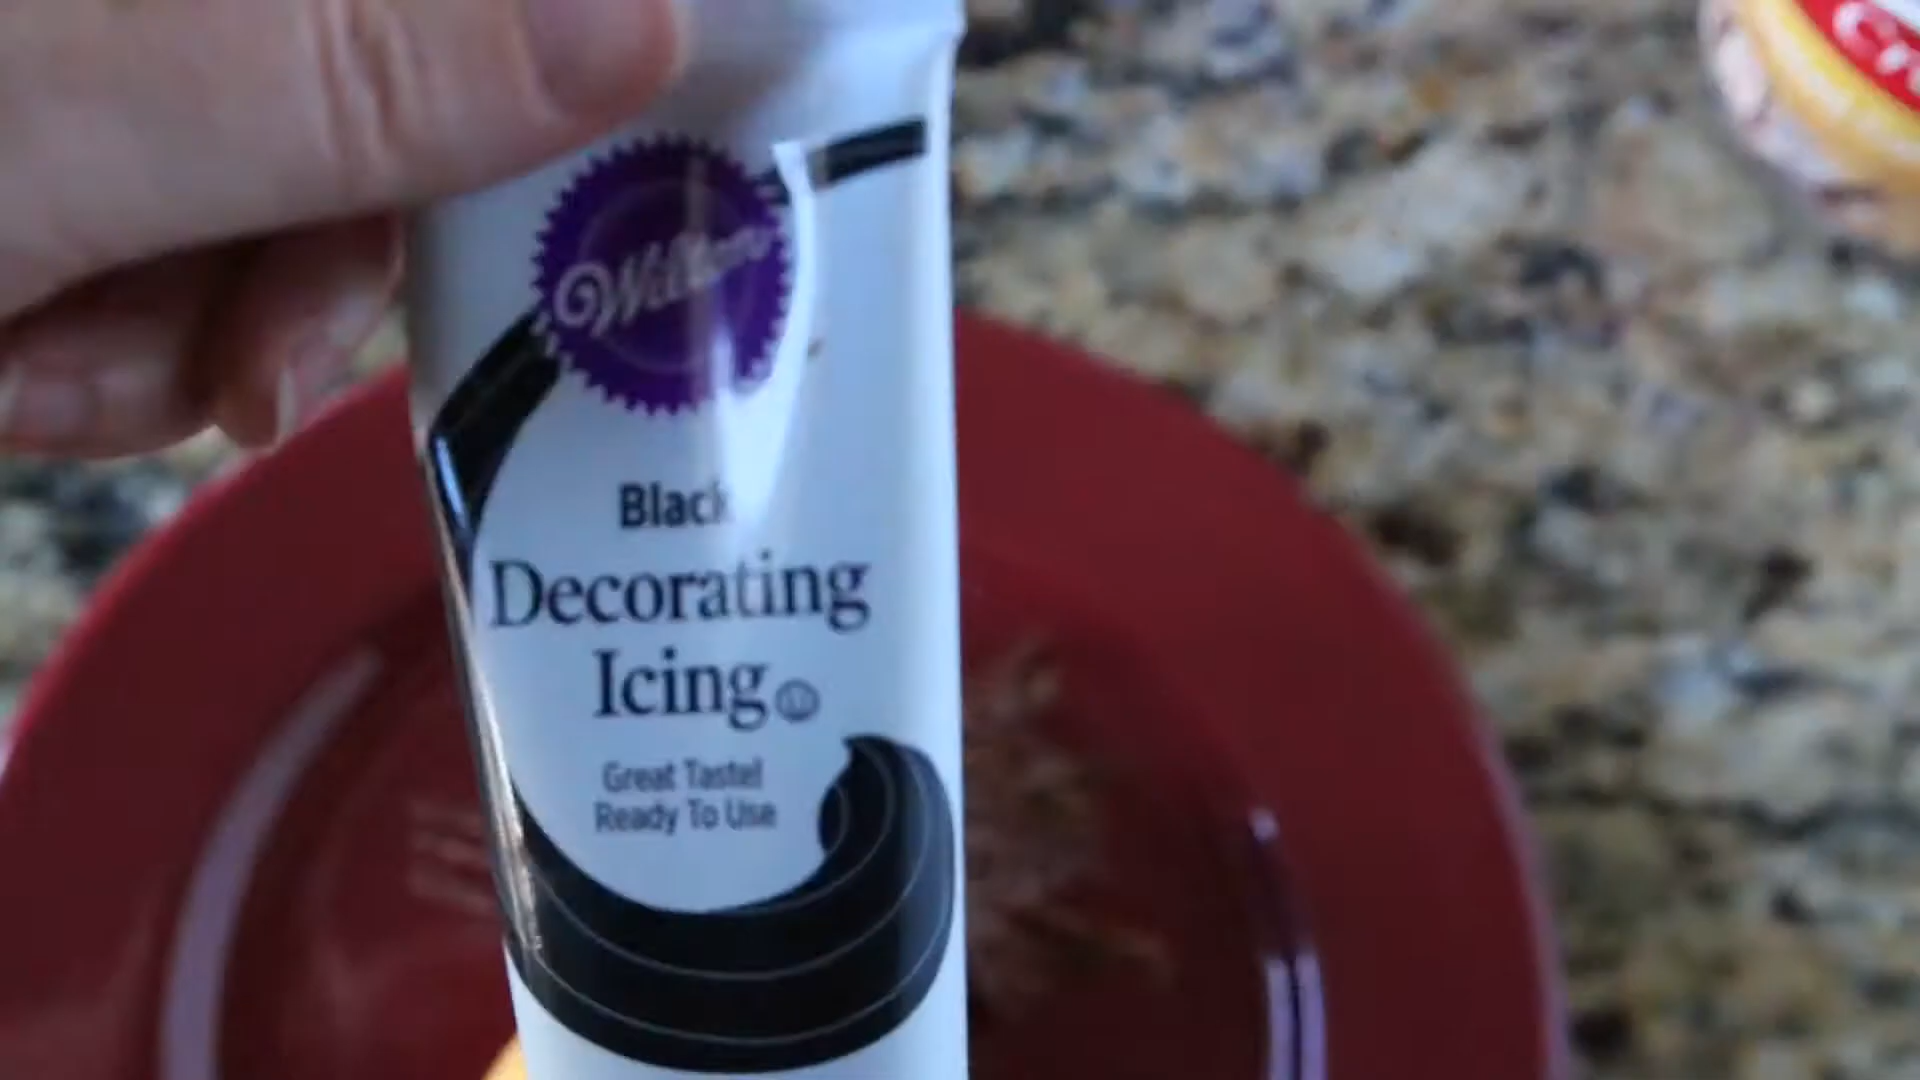 Wilton
Black
Decorating
Icing
Great Taste!
Ready To Use